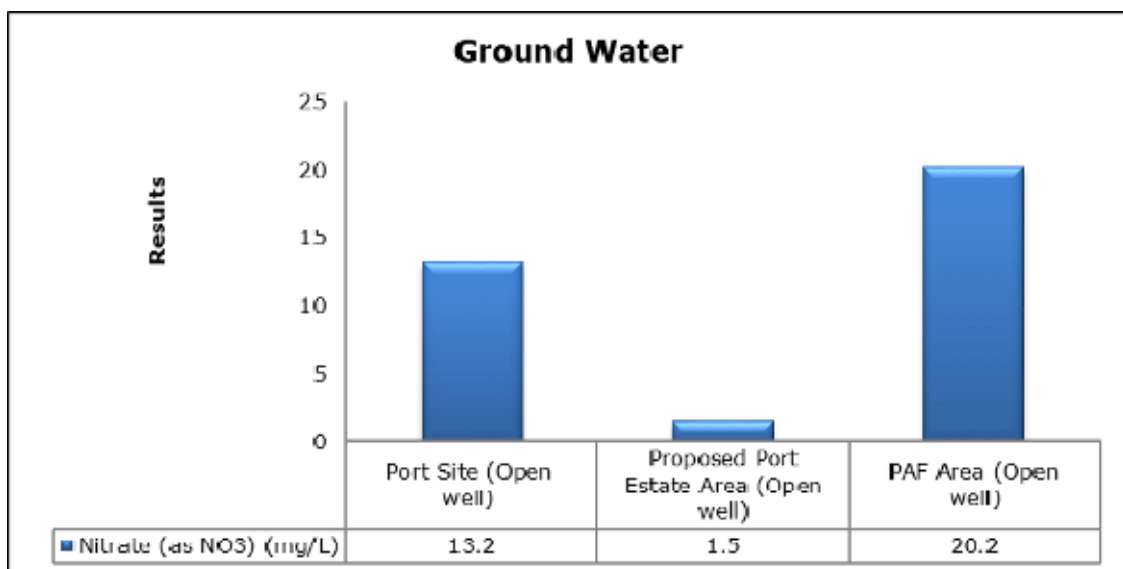 Ground Water
25
20
15
10
5
0
Results
Port Site (Open
well)
Proposed Port
Estate Area (Open
well)
PAF Area (Open
well)
Nitrate (as NO3) (mg/L)
13.2
1.5
20.2